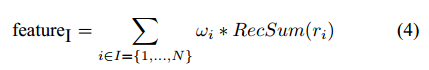 feature_I = ∑_{i∈I={1,...,N}} ω_i * RecSum(r_i) (4)